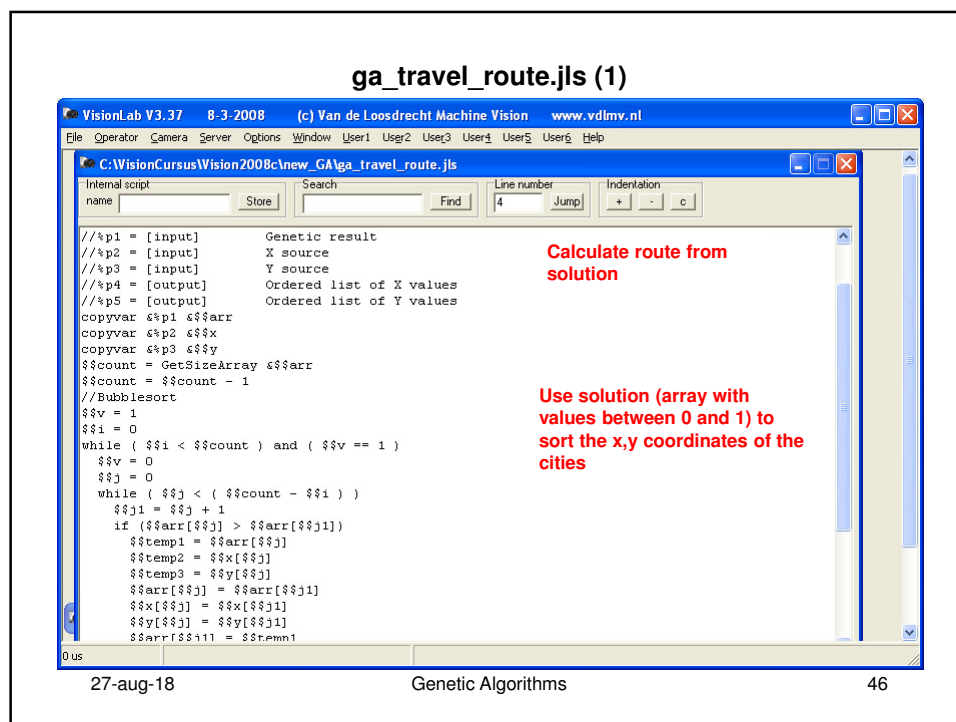 ga_travel_route.jls (1)
VisionLab V3.37 8-3-2008 (c) Van de Loosdrecht Machine Vision www.vdlmv.nl
File Operator Camera Server Options Window User1 User2 User3 User4 User5 User6 Help
C:\VisionCursus\Vision2008c\new_GA\ga_travel_route.jls
Internal script Search Line number Indentation
name Store Find 4 Jump + - c
//%p1 = [input] Genetic result
//%p2 = [input] X source
//%p3 = [input] Y source
//%p4 = [output] Ordered list of X values
//%p5 = [output] Ordered list of Y values
copyvar &%p1 &$$arr
copyvar &%p2 &$$x
copyvar &%p3 &$$y
$$count = GetSizeArray &$$arr
$$count = $$count - 1
//Bubblesort
$$v = 1
$$i = 0
while ( $$i < $$count ) and ( $$v == 1 )
  $$v = 0
  $$j = 0
  while ( $$j < ( $$count - $$i ) )
    $$j1 = $$j + 1
    if ($$arr[$$j] > $$arr[$$j1])
      $$temp1 = $$arr[$$j]
      $$temp2 = $$x[$$j]
      $$temp3 = $$y[$$j]
      $$arr[$$j] = $$arr[$$j1]
      $$x[$$j] = $$x[$$j1]
      $$y[$$j] = $$y[$$j1]
      $$arr[$$j1] = $$temp1
Calculate route from
solution
Use solution (array with
values between 0 and 1) to
sort the x,y coordinates of the
cities
0 us
27-aug-18 Genetic Algorithms 46